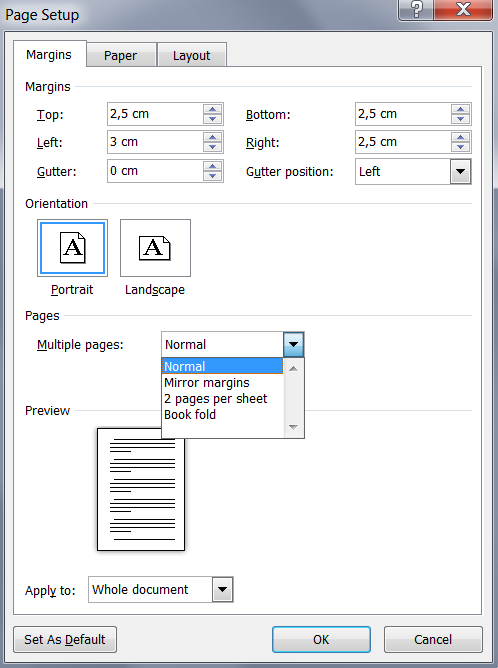 Page Setup
Margins Paper Layout
Margins
Top: 2,5 cm Bottom: 2,5 cm
Left: 3 cm Right: 2,5 cm
Gutter: 0 cm Gutter position: Left
Orientation
A A
Portrait Landscape
Pages
Multiple pages: Normal
Normal
Mirror margins
2 pages per sheet
Book fold
Preview
Apply to: Whole document
Set As Default OK Cancel